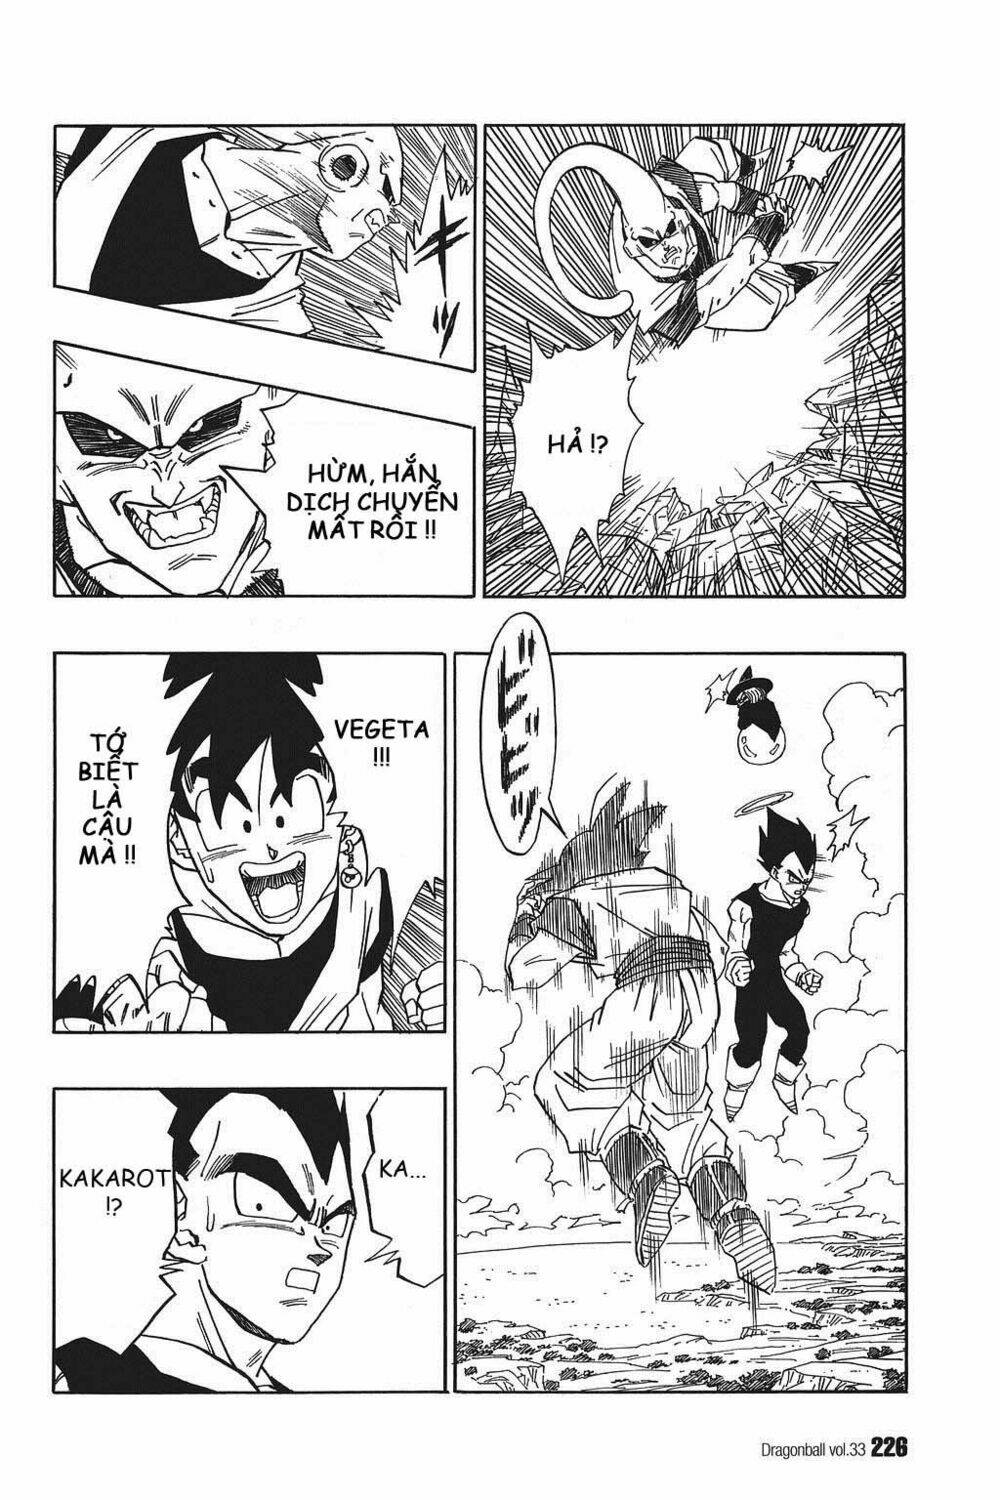 HẢ !?
HỪM, HẮN
DỊCH CHUYỂN
MẤT RỒI !!
VEGETA
!!!
TỚ
BIẾT
LÀ
CẬU
MÀ !!
KA...
KAKAROT
!?
Dragonball vol.33 226